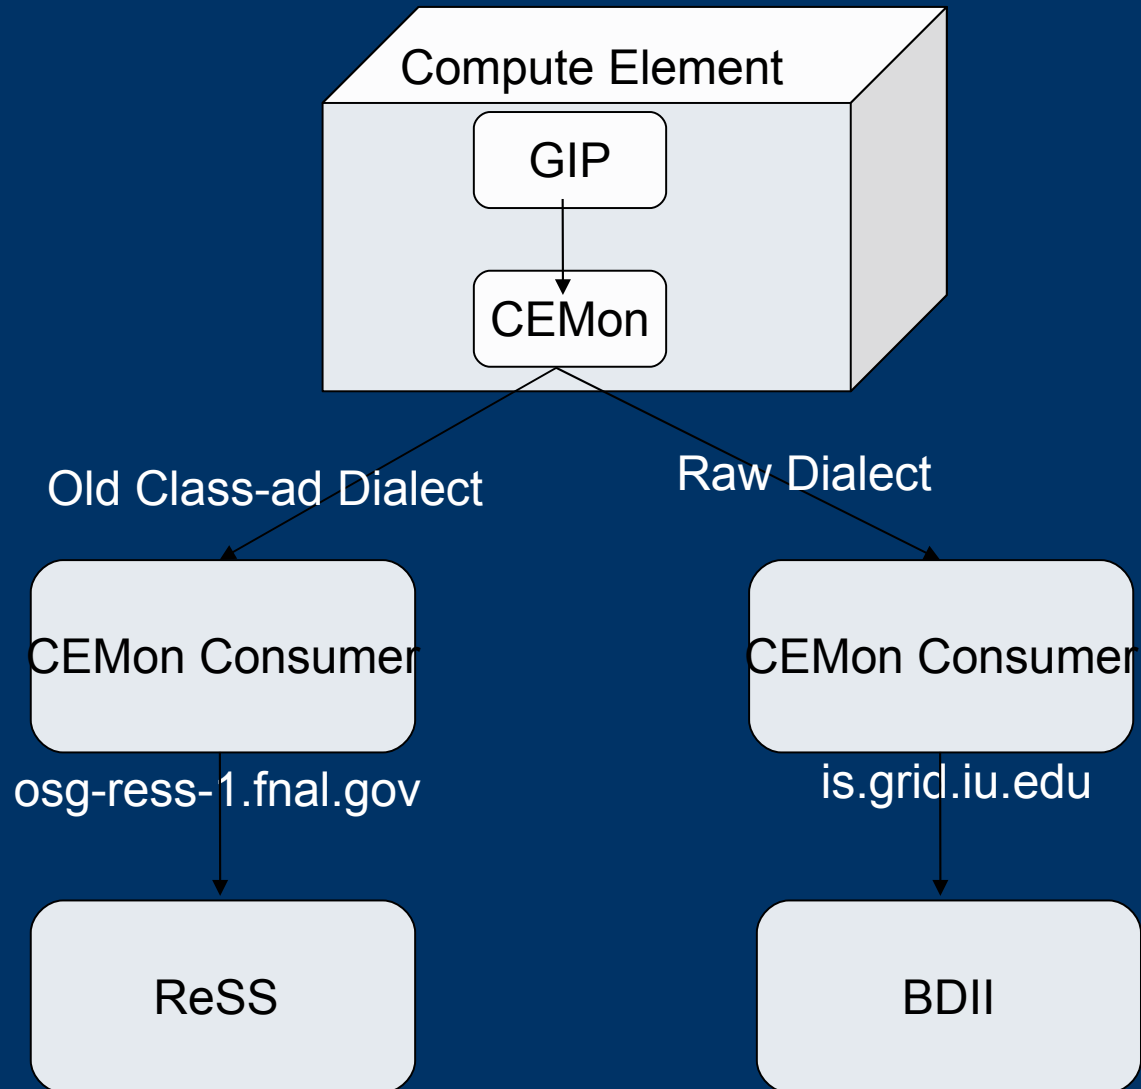 Compute Element
GIP
CEMon
Old Class-ad Dialect
Raw Dialect
CEMon Consumer
CEMon Consumer
osg-ress-1.fnal.gov
is.grid.iu.edu
ReSS
BDII